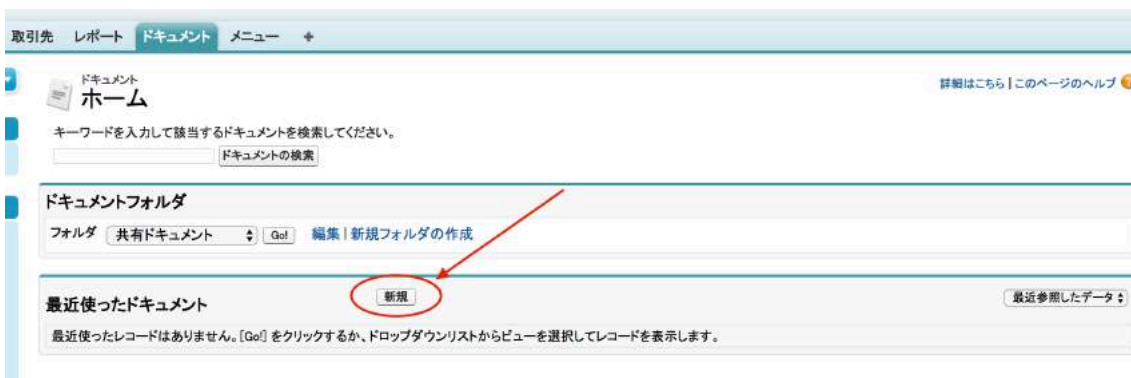 取引先 レポート ドキュメント メニュー +
ドキュメント
ホーム
詳細はこちら | このページのヘルプ
キーワードを入力して該当するドキュメントを検索してください。
ドキュメントの検索
ドキュメントフォルダ
フォルダ 共有ドキュメント Go! 編集 | 新規フォルダの作成
最近使ったドキュメント 新規 最近参照したデータ
最近使ったレコードはありません。[Go!] をクリックするか、ドロップダウンリストからビューを選択してレコードを表示します。